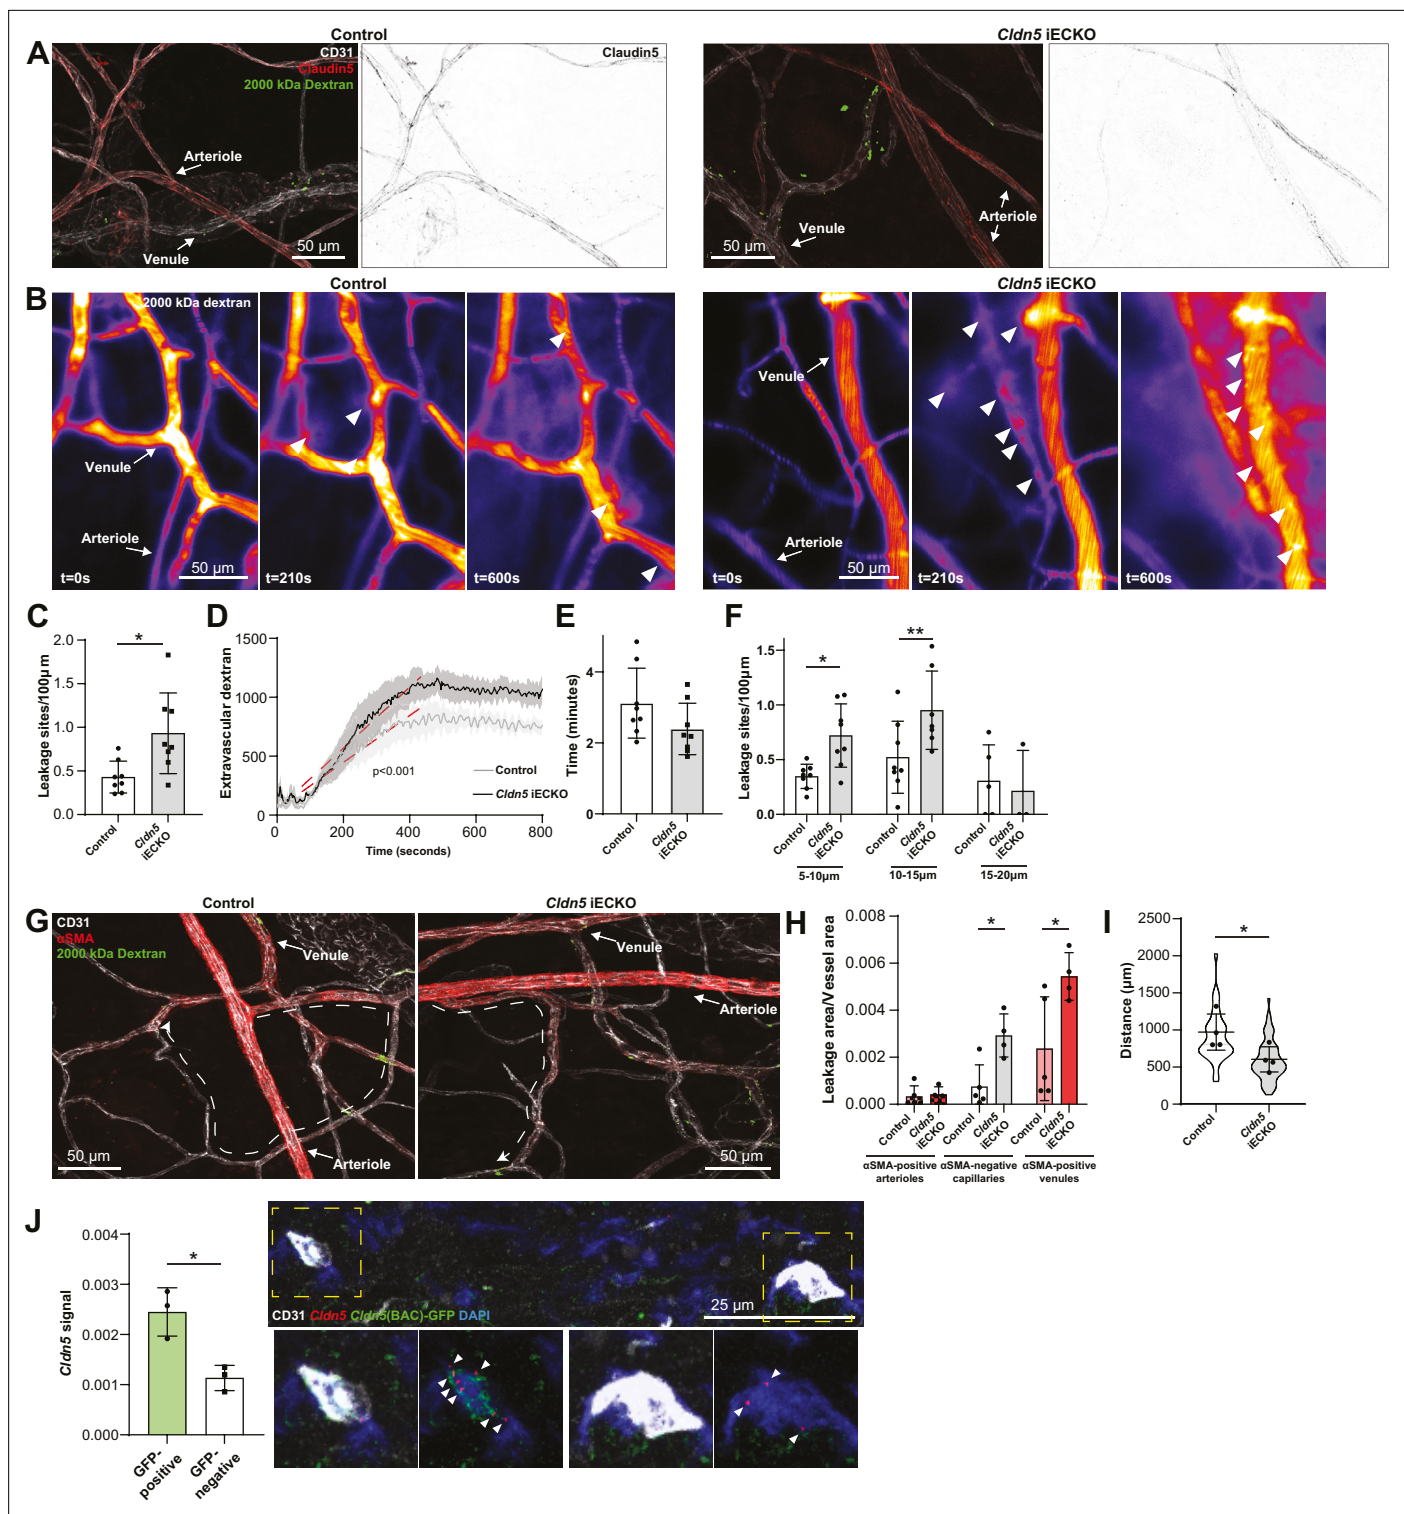 A
Control
CD31
Claudin5
2000 kDa Dextran
Arteriole
Venule
50 µm
Claudin5
Cldn5 iECKO
Venule
Arteriole
50 µm
B
Control
2000 kDa dextran
Venule
Arteriole
50 µm
t=0s
t=210s
t=600s
Cldn5 iECKO
Venule
Arteriole
50 µm
t=0s
t=210s
t=600s
C
Leakage sites/100µm
2.0
1.5
1.0
0.5
0.0
*
Control
Cldn5
iECKO
D
Extravascular dextran
1500
1000
500
0
0
200
400
600
800
Time (seconds)
p<0.001
Control
Cldn5 iECKO
E
Time (minutes)
4
2
0
Control
Cldn5
iECKO
F
Leakage sites/100µm
1.5
1.0
0.5
0.0
*
**
Control
Cldn5
iECKO
Control
Cldn5
iECKO
Control
Cldn5
iECKO
5-10µm
10-15µm
15-20µm
G
Control
CD31
αSMA
2000 kDa Dextran
Venule
Arteriole
50 µm
Cldn5 iECKO
Venule
Arteriole
50 µm
H
Leakage area/Vessel area
0.008
0.006
0.004
0.002
0.000
*
*
Control
Cldn5
iECKO
Control
Cldn5
iECKO
Control
Cldn5
iECKO
αSMA-positive
arterioles
αSMA-negative
capillaries
αSMA-positive
venules
I
Distance (µm)
2500
2000
1500
1000
500
0
*
Control
Cldn5
iECKO
J
Cldn5 signal
0.004
0.003
0.002
0.001
0.000
*
GFP-
positive
GFP-
negative
CD31 Cldn5 Cldn5(BAC)-GFP DAPI
25 µm